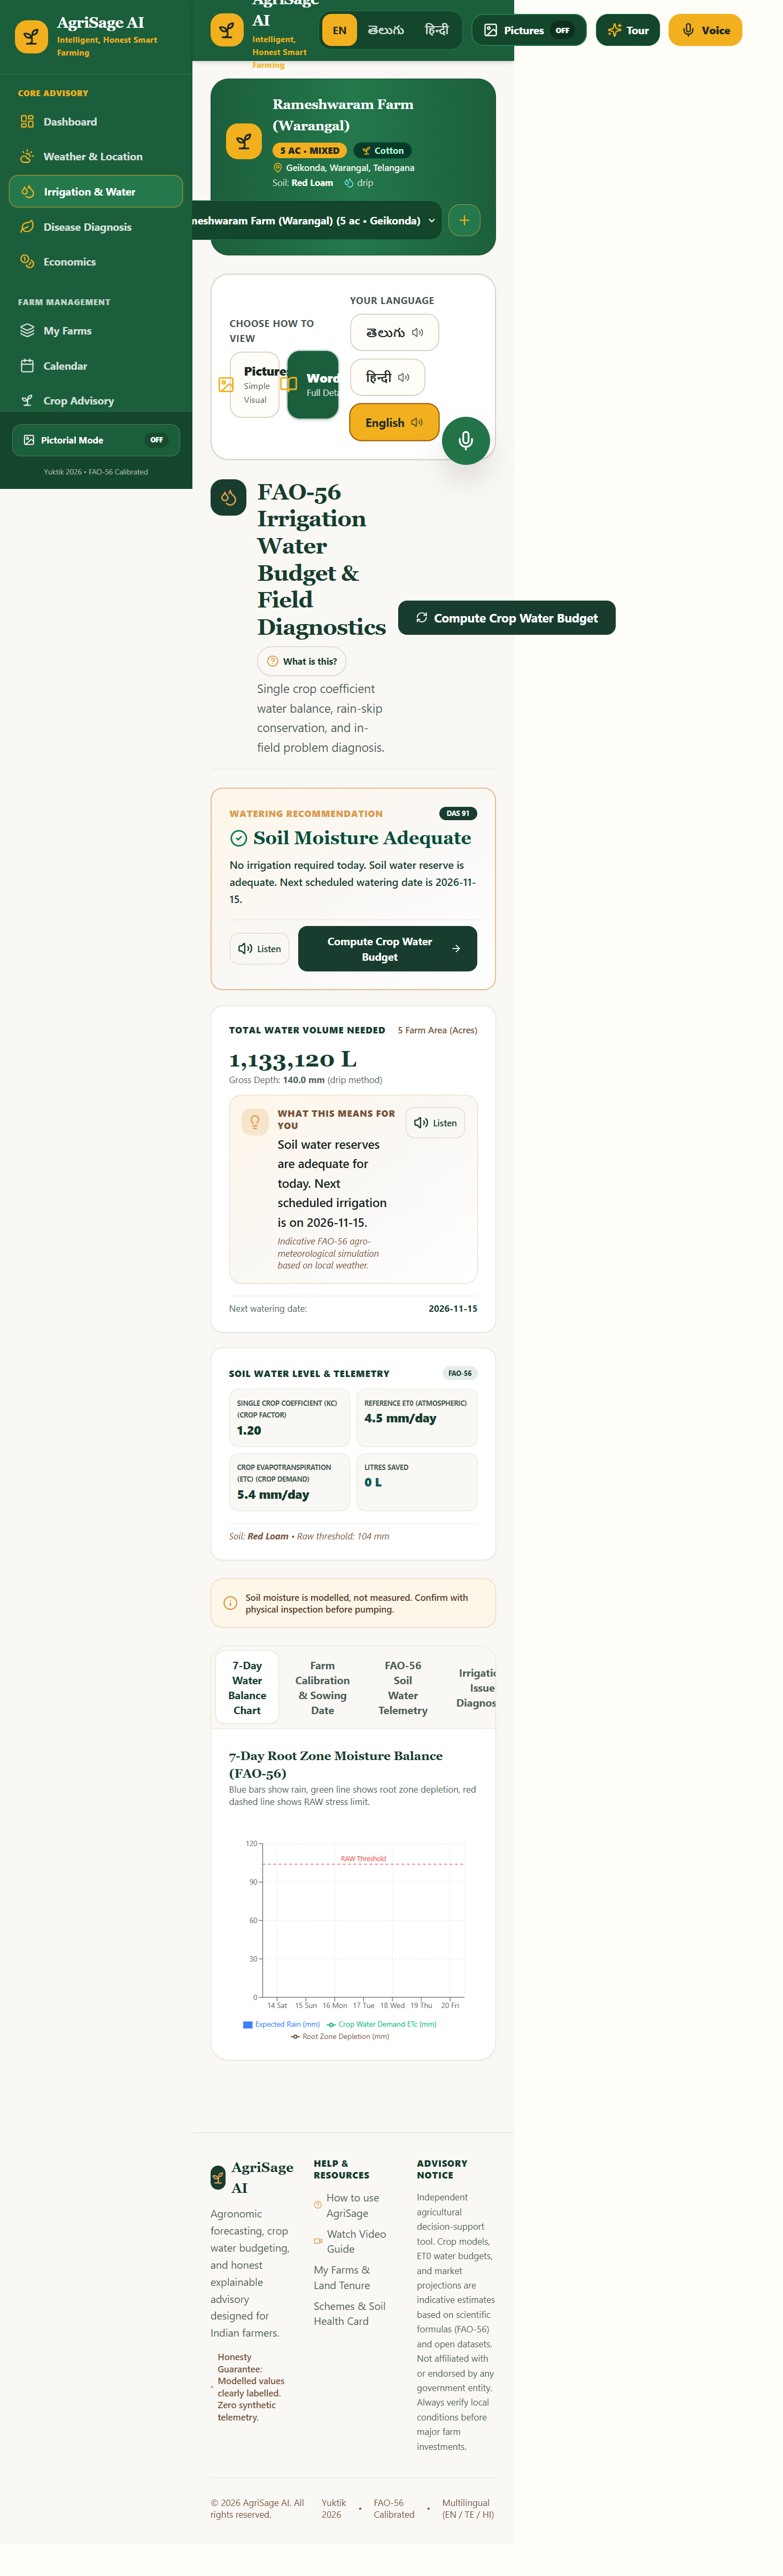 AgriSage AI
Intelligent, Honest Smart
Farming
CORE ADVISORY
Dashboard
Weather & Location
Irrigation & Water
Disease Diagnosis
Economics
FARM MANAGEMENT
My Farms
Calendar
Crop Advisory
Pictorial Mode
OFF
Yuktik 2026 • FAO-56 Calibrated
AgriSage
AI
Intelligent,
Honest Smart
Farming
EN
తెలుగు
हिन्दी
Pictures
OFF
Tour
Voice
Rameshwaram Farm
(Warangal)
5 AC • MIXED
Cotton
Geikonda, Warangal, Telangana
Soil: Red Loam
drip
meshwaram Farm (Warangal) (5 ac • Geikonda)
CHOOSE HOW TO
VIEW
Pictures
Simple
Visual
Word
Full Deta
YOUR LANGUAGE
తెలుగు
हिन्दी
English
FAO-56
Irrigation
Water
Budget &
Field
Diagnostics
What is this?
Single crop coefficient
water balance, rain-skip
conservation, and in-
field problem diagnosis.
Compute Crop Water Budget
WATERING RECOMMENDATION
DAS 91
Soil Moisture Adequate
No irrigation required today. Soil water reserve is
adequate. Next scheduled watering date is 2026-11-
15.
Listen
Compute Crop Water
Budget
TOTAL WATER VOLUME NEEDED
5 Farm Area (Acres)
1,133,120 L
Gross Depth: 140.0 mm (drip method)
WHAT THIS MEANS FOR
YOU
Listen
Soil water reserves
are adequate for
today. Next
scheduled irrigation
is on 2026-11-15.
Indicative FAO-56 agro-
meteorological simulation
based on local weather.
Next watering date:
2026-11-15
SOIL WATER LEVEL & TELEMETRY
FAO-56
SINGLE CROP COEFFICIENT (KC)
(CROP FACTOR)
1.20
REFERENCE ET0 (ATMOSPHERIC)
4.5 mm/day
CROP EVAPOTRANSPIRATION
(ETC) (CROP DEMAND)
5.4 mm/day
LITRES SAVED
0 L
Soil: Red Loam • Raw threshold: 104 mm
Soil moisture is modelled, not measured. Confirm with
physical inspection before pumping.
7-Day
Water
Balance
Chart
Farm
Calibration
& Sowing
Date
FAO-56
Soil
Water
Telemetry
Irrigatio
Issue
Diagnos
7-Day Root Zone Moisture Balance
(FAO-56)
Blue bars show rain, green line shows root zone depletion, red
dashed line shows RAW stress limit.
120
RAW Threshold
90
60
30
0
14 Sat
15 Sun
16 Mon
17 Tue
18 Wed
19 Thu
20 Fri
Expected Rain (mm)
Crop Water Demand ETc (mm)
Root Zone Depletion (mm)
AgriSage
AI
Agronomic
forecasting, crop
water budgeting,
and honest
explainable
advisory
designed for
Indian farmers.
Honesty
Guarantee:
Modelled values
clearly labelled.
Zero synthetic
telemetry.
HELP &
RESOURCES
How to use
AgriSage
Watch Video
Guide
My Farms &
Land Tenure
Schemes & Soil
Health Card
ADVISORY
NOTICE
Independent
agricultural
decision-support
tool. Crop models,
ET0 water budgets,
and market
projections are
indicative estimates
based on scientific
formulas (FAO-56)
and open datasets.
Not affiliated with
or endorsed by any
government entity.
Always verify local
conditions before
major farm
investments.
© 2026 AgriSage AI. All
rights reserved.
Yuktik
2026
•
FAO-56
Calibrated
•
Multilingual
(EN / TE / HI)